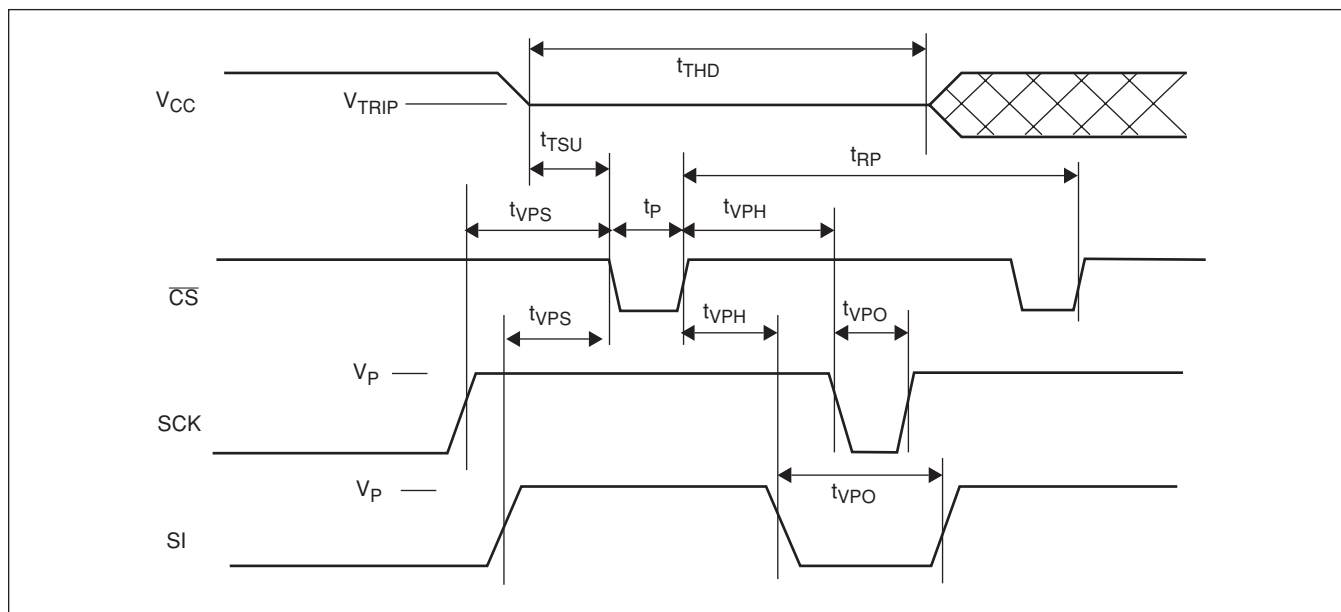 tTHD
VCC
VTRIP
tTSU
tRP
tVPS
tP
tVPH
CS
tVPS
tVPH
tVPO
VP
SCK
VP
tVPO
SI